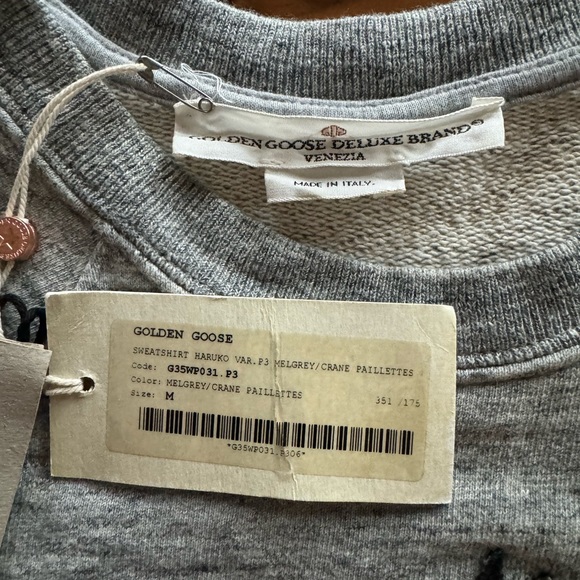 GOLDEN GOOSE DELUXE BRAND®
VENEZIA
MADE IN ITALY.
GOLDEN GOOSE
SWEATSHIRT HARUKO VAR.P3 MELGREY/CRANE PAILLETTES
Code: G35WP031.P3
Color: MELGREY/CRANE PAILLETTES
Size: M 351 /175
"G35WP031.P306"